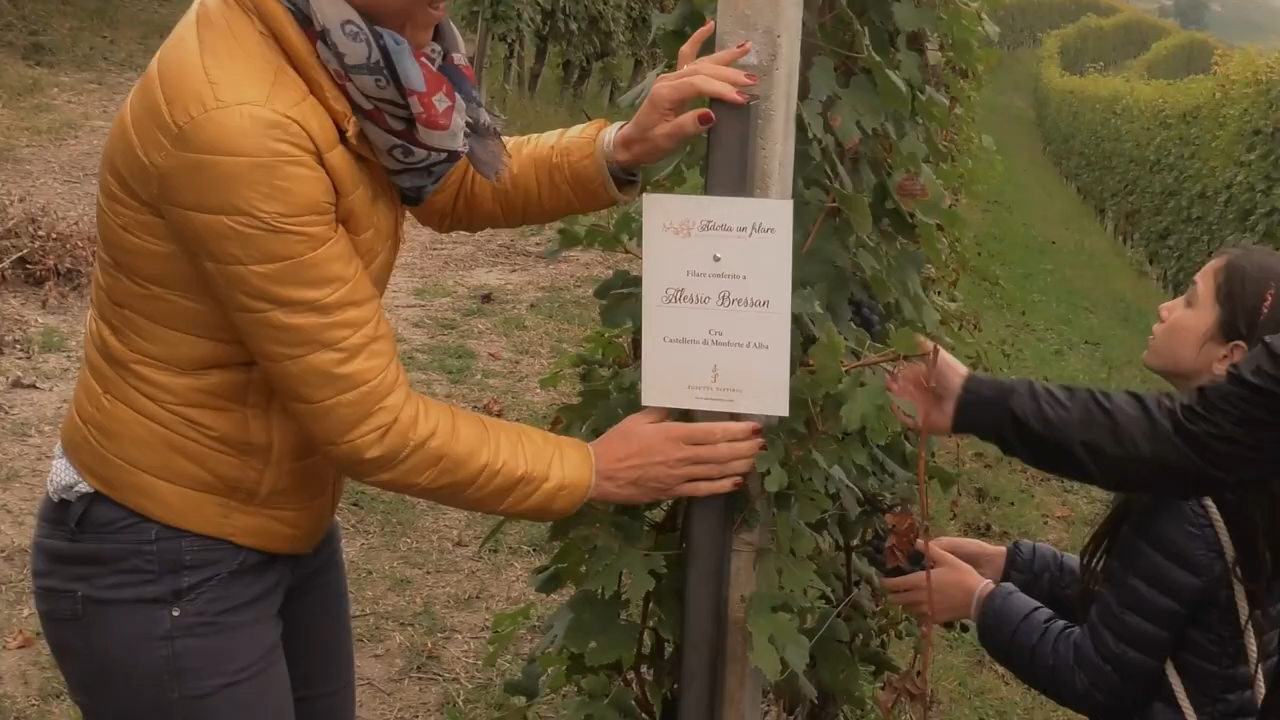 Adotta un filare
Filare conferito a
Alessio Bressan
Cru
Castelletto di Monforte d'Alba